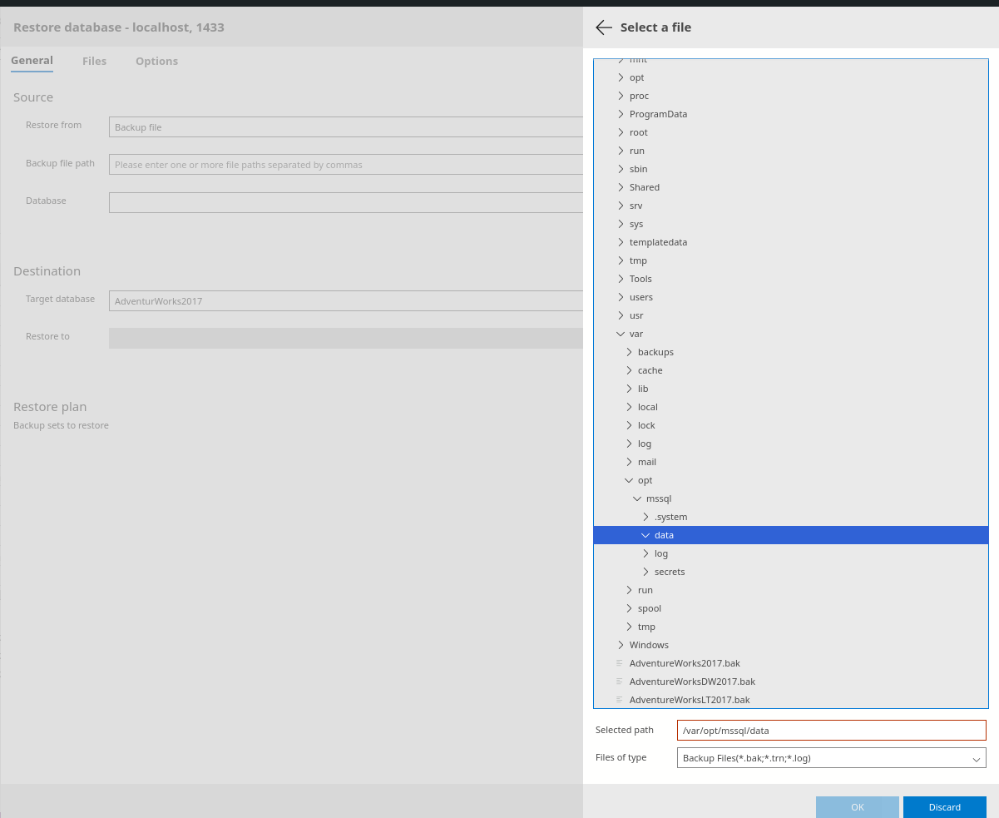 Restore database - localhost, 1433
General Files Options
Source
Restore from Backup file
Backup file path Please enter one or more file paths separated by commas
Database
Destination
Target database AdventurWorks2017
Restore to
Restore plan
Backup sets to restore
Select a file
mnt
opt
proc
ProgramData
root
run
sbin
Shared
srv
sys
templatedata
tmp
Tools
users
usr
var
backups
cache
lib
local
lock
log
mail
opt
mssql
.system
data
log
secrets
run
spool
tmp
Windows
AdventureWorks2017.bak
AdventureWorksDW2017.bak
AdventureWorksLT2017.bak
Selected path /var/opt/mssql/data
Files of type Backup Files(*.bak;*.trn;*.log)
OK Discard